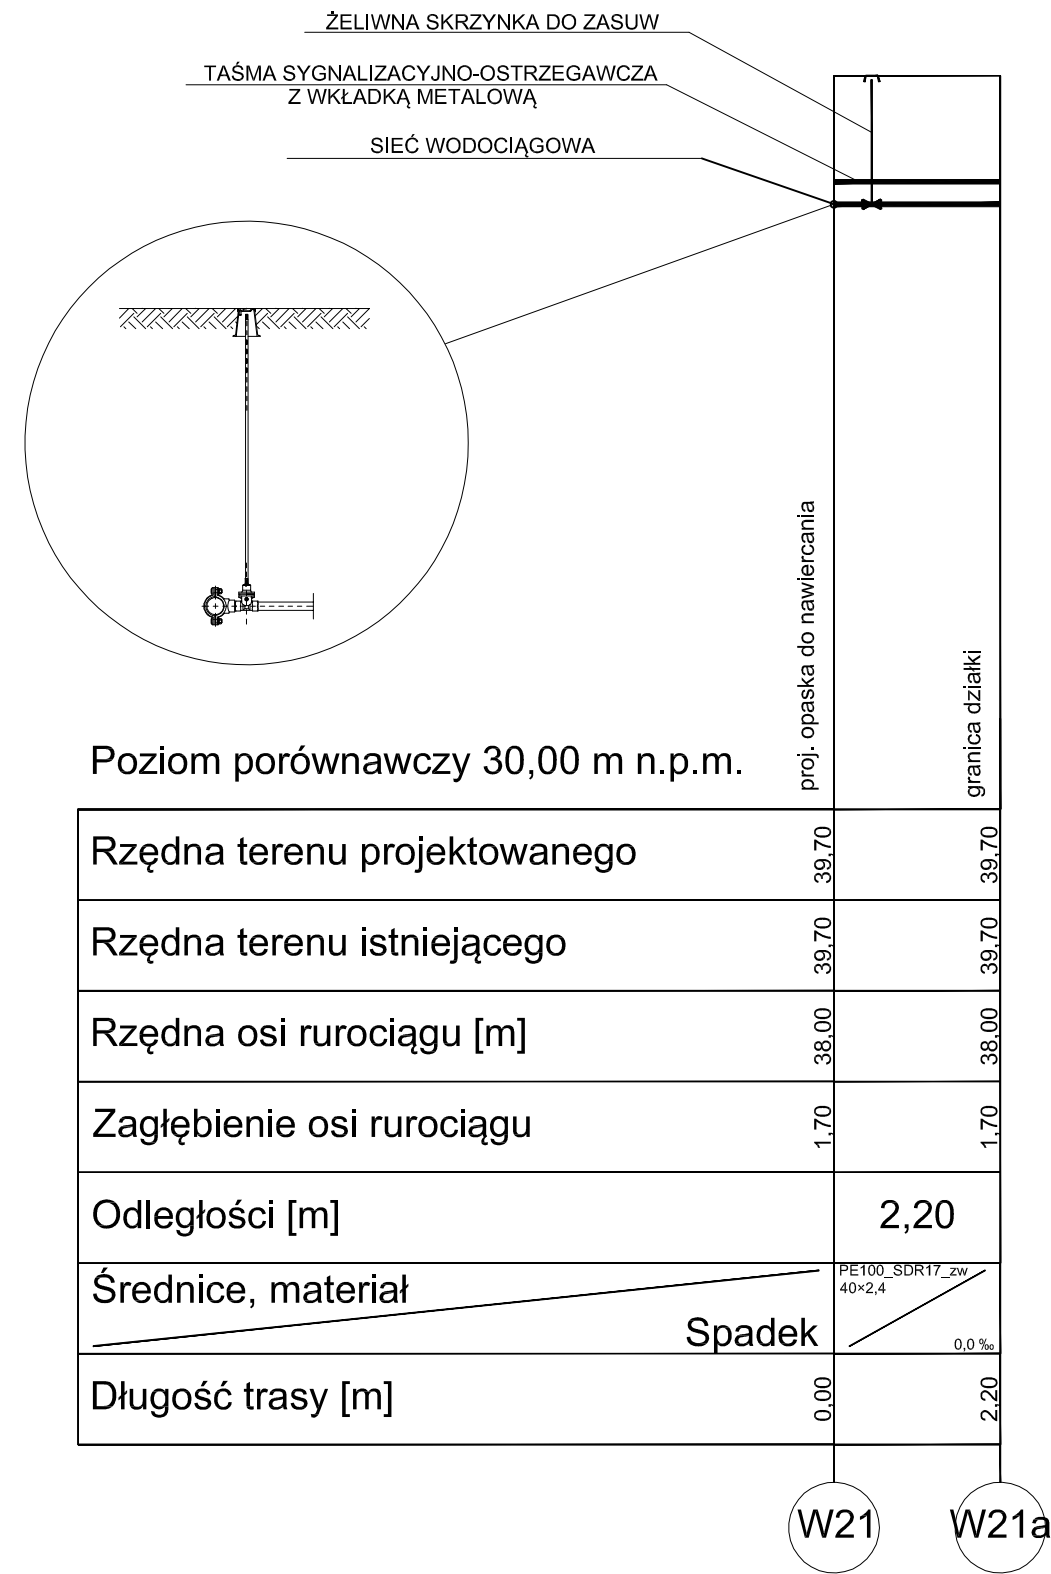 ŻELIWNA SKRZYNKA DO ZASUW
TAŚMA SYGNALIZACYJNO-OSTRZEGAWCZA
Z WKŁADKĄ METALOWĄ
SIEĆ WODOCIĄGOWA
proj. opaska do nawiercania
granica działki
Poziom porównawczy 30,00 m n.p.m.
Rzędna terenu projektowanego 39,70 39,70
Rzędna terenu istniejącego 39,70 39,70
Rzędna osi rurociągu [m] 38,00 38,00
Zagłębienie osi rurociągu 1,70 1,70
Odległości [m] 2,20
Średnice, materiał PE100_SDR17_zw
40×2,4
Spadek 0,0 ‰
Długość trasy [m] 0,00 2,20
W21 W21a